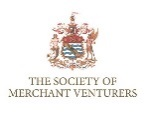 THE SOCIETY OF
MERCHANT VENTURERS